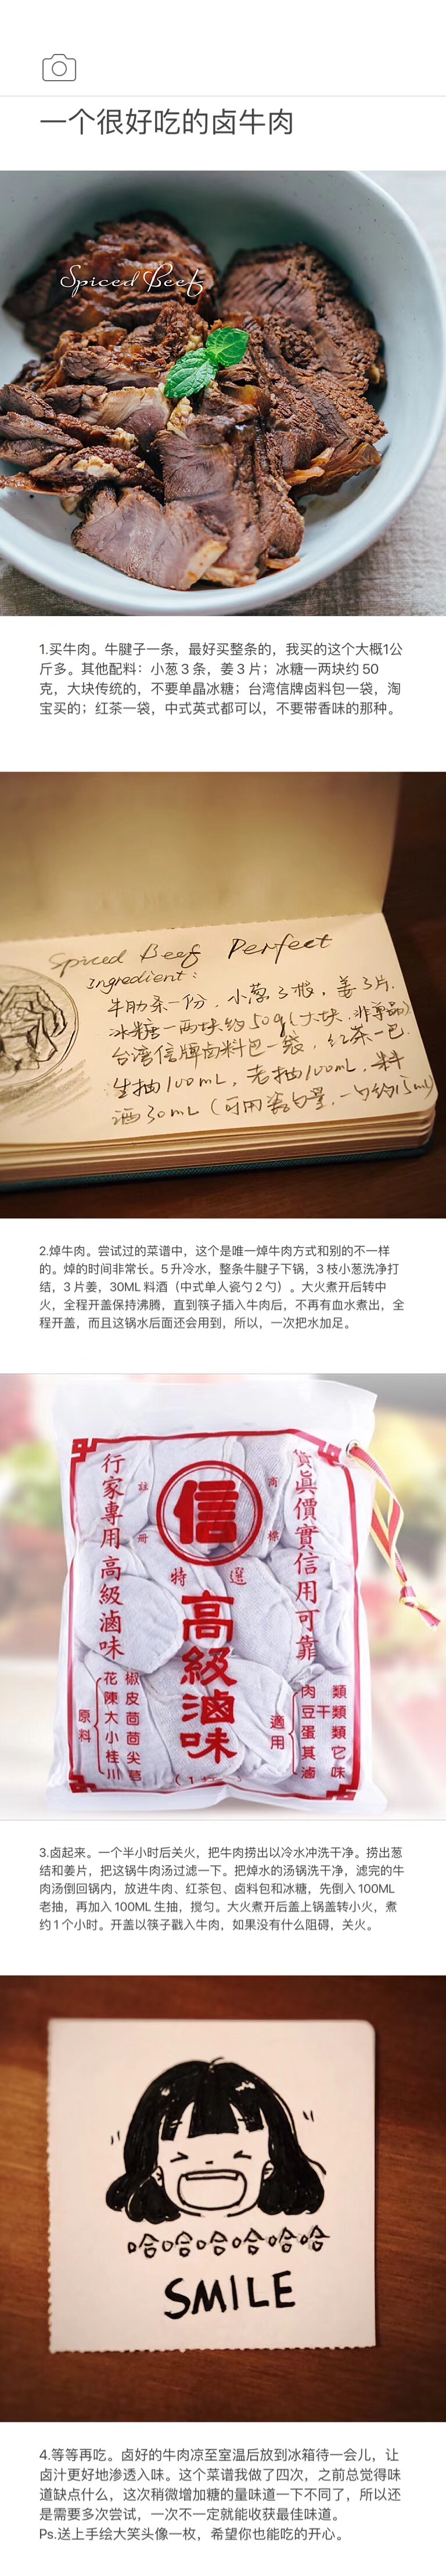 一个很好吃的卤牛肉
Spiced Beef
1.买牛肉。牛腱子一条，最好买整条的，我买的这个大概1公
斤多。其他配料：小葱3条，姜3片；冰糖一两块约50
克，大块传统的，不要单晶冰糖；台湾信牌卤料包一袋，淘
宝买的；红茶一袋，中式英式都可以，不要带香味的那种。
Spiced Beef Perfect
Ingredient：
牛肋条一份，小葱3根，姜3片.
冰糖一两块约50g(大块，非单晶)
台湾信牌卤料包一袋，红茶一包
生抽100mL，老抽100mL，料
酒30mL（可用瓷勺量，一勺约15ml)
2.焯牛肉。尝试过的菜谱中，这个是唯一焯牛肉方式和别的不一样
的。焯的时间非常长。5升冷水，整条牛腱子下锅，3枝小葱洗净打
结，3片姜，30ML料酒（中式单人瓷勺2勺）。大火煮开后转中
火，全程开盖保持沸腾，直到筷子插入牛肉后，不再有血水煮出，全
程开盖，而且这锅水后面还会用到，所以，一次把水加足。
貨真價實信用可靠
商標
信
註冊
行家專用高級滷味
特選
高級滷味
適用
肉類
豆干類
蛋類
其它
滷味
原料
花椒
陳皮
大茴
小茴
桂尖
川芎
3.卤起来。一个半小时后关火，把牛肉捞出以冷水冲洗干净。捞出葱
结和姜片，把这锅牛肉汤过滤一下。把焯水的汤锅洗干净，滤完的牛
肉汤倒回锅内，放进牛肉、红茶包、卤料包和冰糖，先倒入100ML
老抽，再加入100ML生抽，搅匀。大火煮开后盖上锅盖转小火，煮
约1个小时。开盖以筷子戳入牛肉，如果没有什么阻碍，关火。
哈哈哈哈哈哈
SMILE
4.等等再吃。卤好的牛肉凉至室温后放到冰箱待一会儿，让
卤汁更好地渗透入味。这个菜谱我做了四次，之前总觉得味
道缺点什么，这次稍微增加糖的量味道一下不同了，所以还
是需要多次尝试，一次不一定就能收获最佳味道。
Ps.送上手绘大笑头像一枚，希望你也能吃的开心。